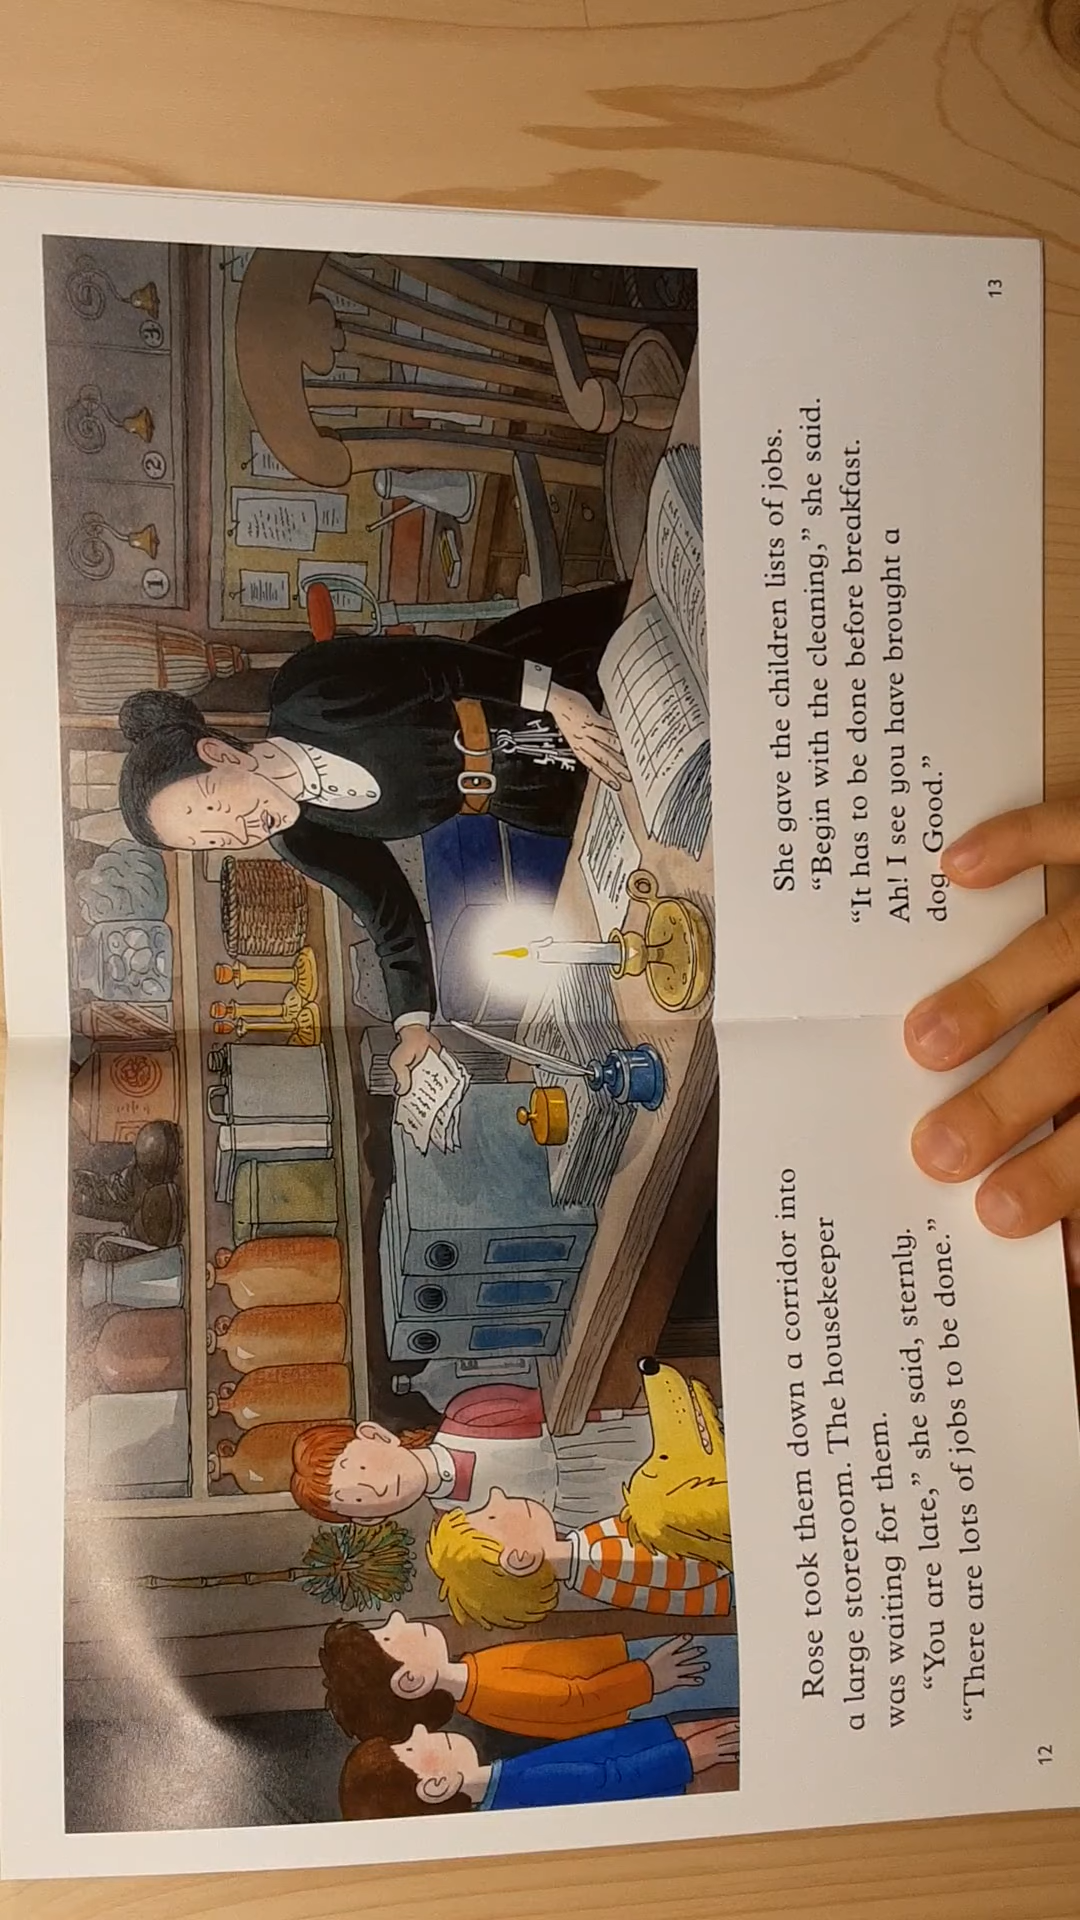 1
2
3
Rose took them down a corridor into
a large storeroom. The housekeeper
was waiting for them.
“You are late,” she said, sternly.
“There are lots of jobs to be done.”
12
She gave the children lists of jobs.
“Begin with the cleaning,” she said.
“It has to be done before breakfast.
Ah! I see you have brought a
dog. Good.”
13